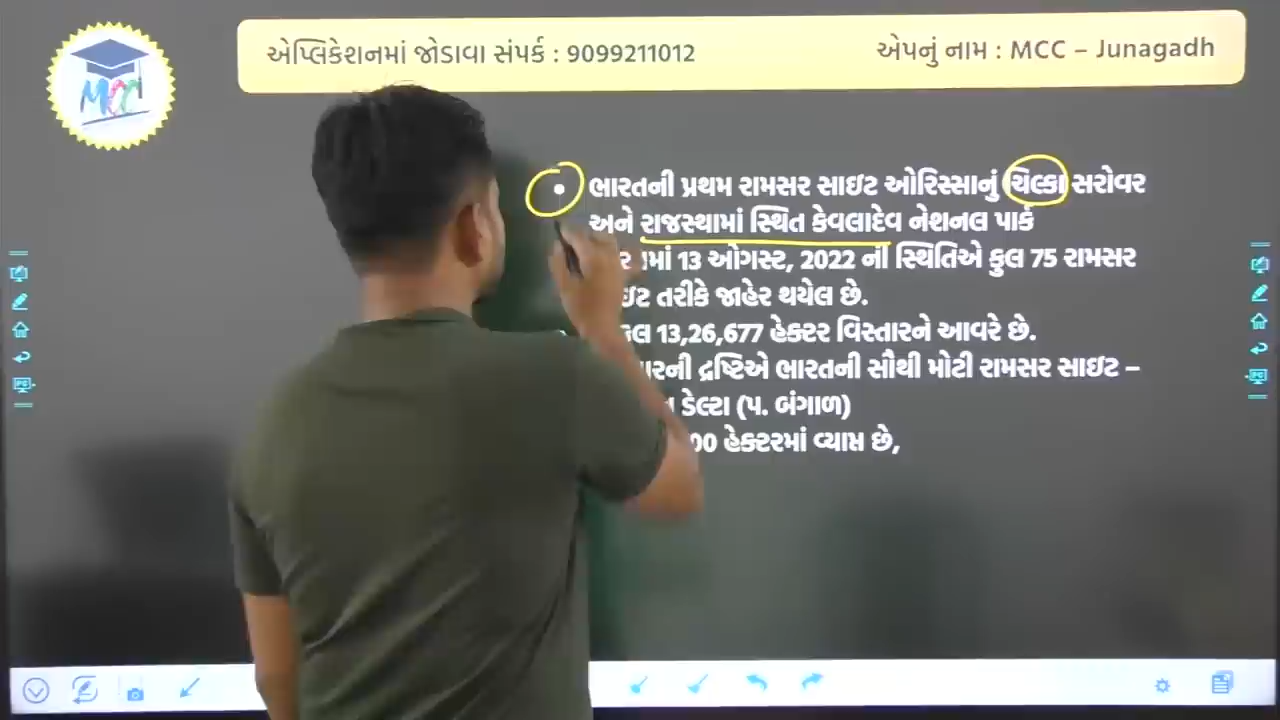 એપ્લિકેશનમાં જોડાવા સંપર્ક : 9099211012
એપનું નામ : MCC – Junagadh
MCC
ભારતની પ્રથમ રામસર સાઇટ ઓરિસ્સાનું ચિલ્કા સરોવર
અને રાજસ્થામાં સ્થિત કેવલાદેવ નેશનલ પાર્ક
13 ઓગસ્ટ, 2022 ની સ્થિતિએ કુલ 75 રામસર
તરીકે જાહેર થયેલ છે.
13,26,677 હેક્ટર વિસ્તારને આવરે છે.
દ્રષ્ટિએ ભારતની સૌથી મોટી રામસર સાઇટ –
ડેલ્ટા (પ. બંગાળ)
હેક્ટરમાં વ્યાપ્ત છે,